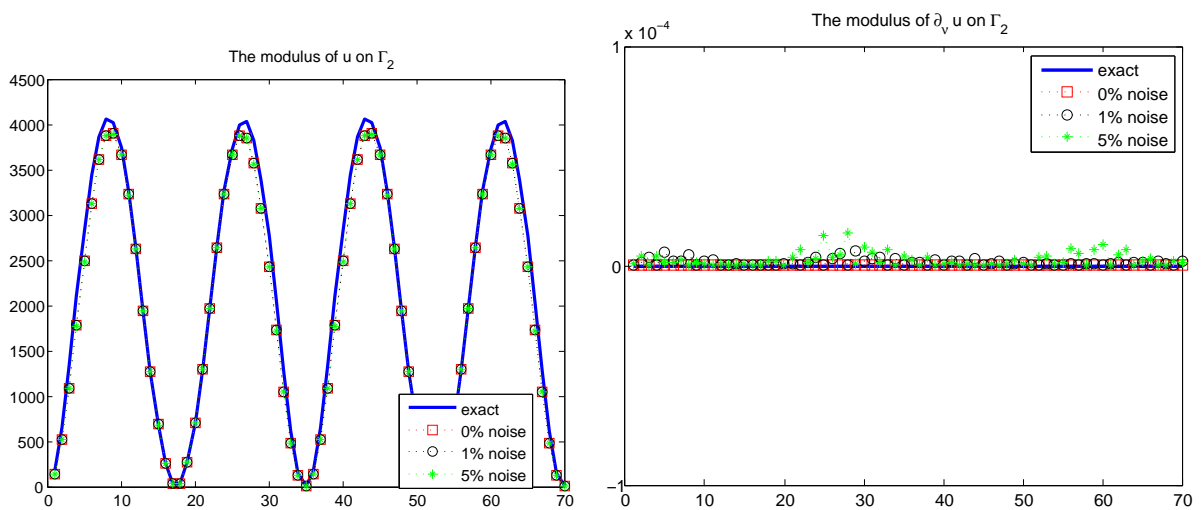 The modulus of u on Γ2
4500
4000
3500
3000
2500
2000
1500
1000
500
0
0 10 20 30 40 50 60 70
exact
0% noise
1% noise
5% noise
The modulus of ∂ν u on Γ2
x 10−4
1
0
−1
0 10 20 30 40 50 60 70
exact
0% noise
1% noise
5% noise